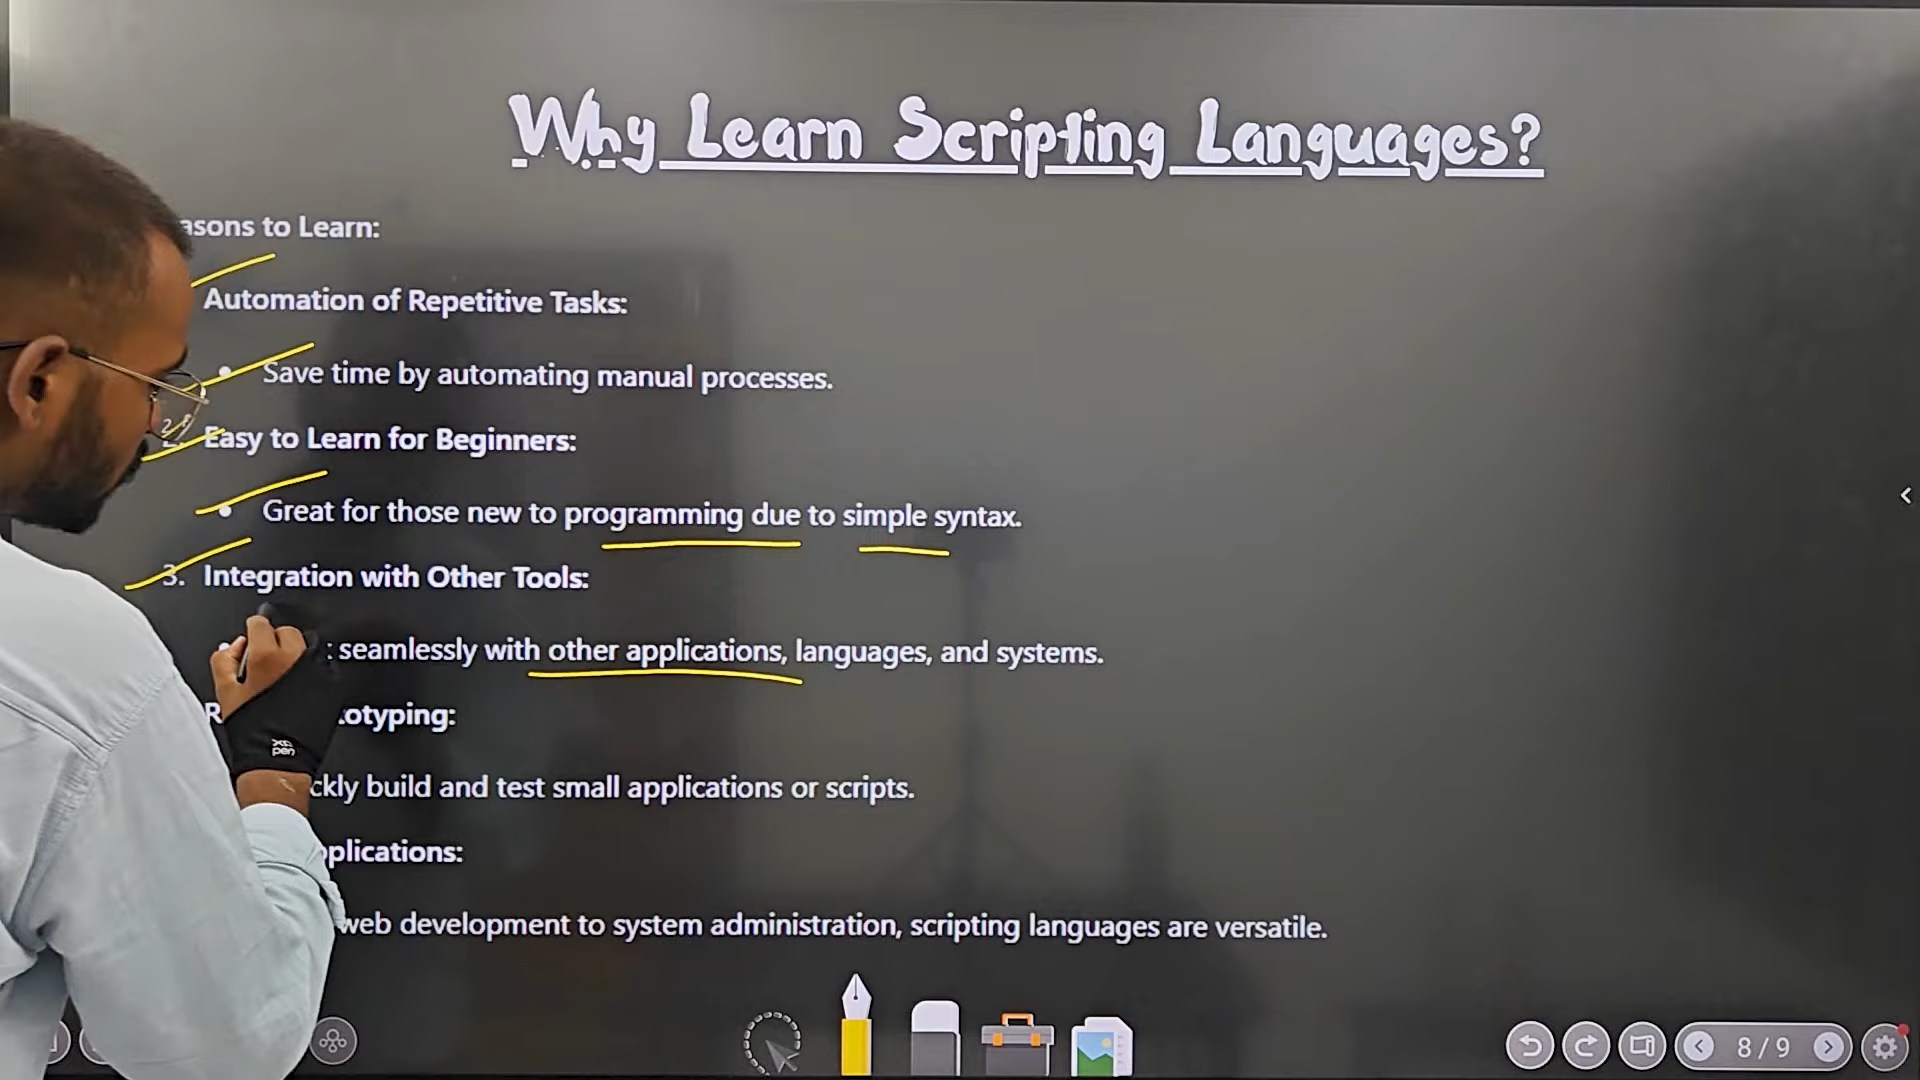 Why Learn Scripting Languages?
asons to Learn:
Automation of Repetitive Tasks:
• Save time by automating manual processes.
2. Easy to Learn for Beginners:
• Great for those new to programming due to simple syntax.
3. Integration with Other Tools:
seamlessly with other applications, languages, and systems.
R otyping:
ckly build and test small applications or scripts.
plications:
web development to system administration, scripting languages are versatile.
XP pen
8 / 9